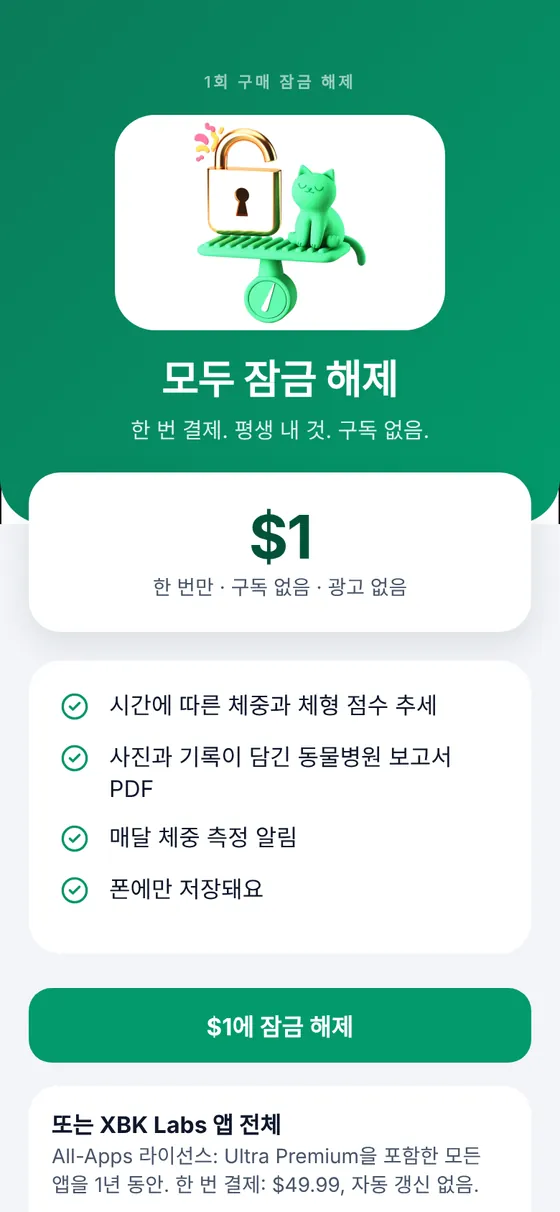 1회 구매 잠금 해제
모두 잠금 해제
한 번 결제. 평생 내 것. 구독 없음.
$1
한 번만 · 구독 없음 · 광고 없음
시간에 따른 체중과 체형 점수 추세
사진과 기록이 담긴 동물병원 보고서
PDF
매달 체중 측정 알림
폰에만 저장돼요
$1에 잠금 해제
또는 XBK Labs 앱 전체
All-Apps 라이선스: Ultra Premium을 포함한 모든
앱을 1년 동안. 한 번 결제: $49.99, 자동 갱신 없음.